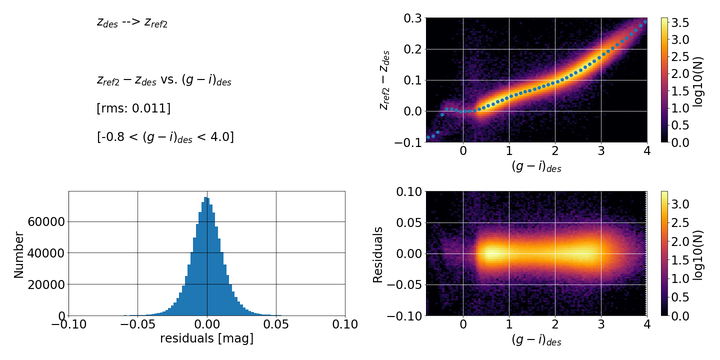 z_des --> z_ref2
z_ref2 − z_des vs. (g − i)_des
[rms: 0.011]
[-0.8 < (g − i)_des < 4.0]
0.3
0.2
0.1
0.0
−0.1
z_ref2 − z_des
0 1 2 3 4
(g − i)_des
3.5
3.0
2.5
2.0
1.5
1.0
0.5
0.0
log10(N)
60000
40000
20000
0
Number
−0.10 −0.05 0.00 0.05 0.10
residuals [mag]
0.10
0.05
0.00
−0.05
−0.10
Residuals
0 1 2 3 4
(g − i)_des
3.0
2.5
2.0
1.5
1.0
0.5
0.0
log10(N)